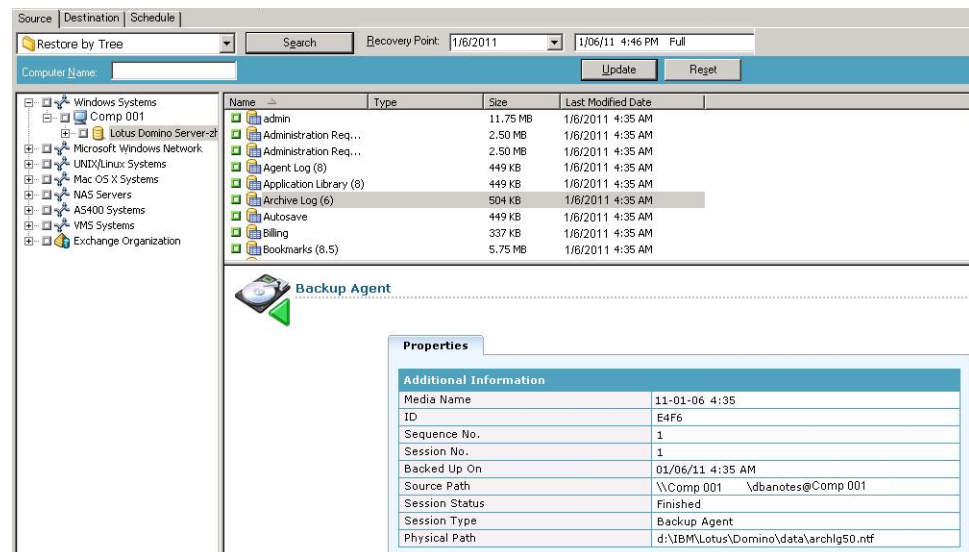 Source Destination Schedule
Restore by Tree Search Recovery Point: 1/6/2011 1/06/11 4:46 PM Full
Computer Name: Update Reset
Windows Systems
Comp 001
Lotus Domino Server-zh
Microsoft Windows Network
UNIX/Linux Systems
Mac OS X Systems
NAS Servers
AS400 Systems
VMS Systems
Exchange Organization
Name Type Size Last Modified Date
admin 11.75 MB 1/6/2011 4:35 AM
Administration Req... 2.50 MB 1/6/2011 4:35 AM
Administration Req... 2.50 MB 1/6/2011 4:35 AM
Agent Log (8) 449 KB 1/6/2011 4:35 AM
Application Library (8) 449 KB 1/6/2011 4:35 AM
Archive Log (6) 504 KB 1/6/2011 4:35 AM
Autosave 449 KB 1/6/2011 4:35 AM
Billing 337 KB 1/6/2011 4:35 AM
Bookmarks (8.5) 5.75 MB 1/6/2011 4:35 AM
Backup Agent
Properties
Additional Information
Media Name 11-01-06 4:35
ID E4F6
Sequence No. 1
Session No. 1
Backed Up On 01/06/11 4:35 AM
Source Path \\Comp 001 \dbanotes@Comp 001
Session Status Finished
Session Type Backup Agent
Physical Path d:\IBM\Lotus\Domino\data\archlg50.ntf